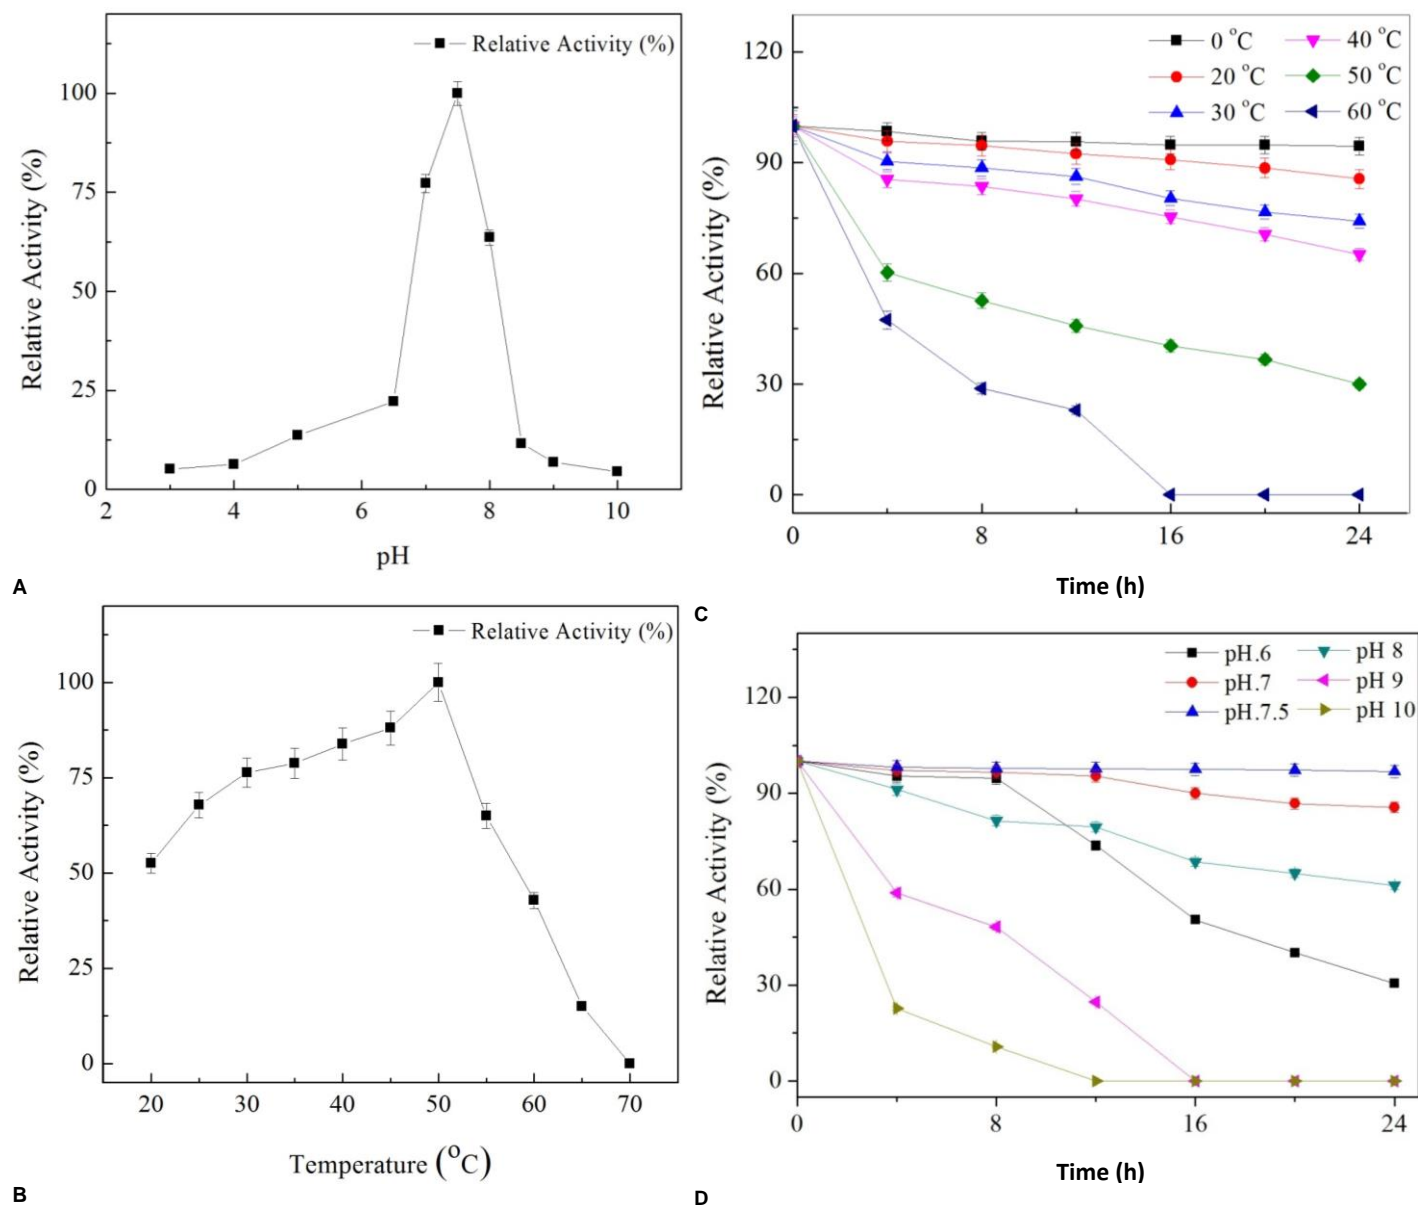 Relative Activity (%)
100
75
50
25
0
2 4 6 8 10
Relative Activity (%)
pH
A
Relative Activity (%)
100
75
50
25
0
20 30 40 50 60 70
Relative Activity (%)
Temperature (°C)
B
0 °C 40 °C
20 °C 50 °C
30 °C 60 °C
120
90
60
30
0
0 8 16 24
Relative Activity (%)
Time (h)
C
pH.6 pH 8
pH.7 pH 9
pH.7.5 pH 10
120
90
60
30
0
0 8 16 24
Relative Activity (%)
Time (h)
D